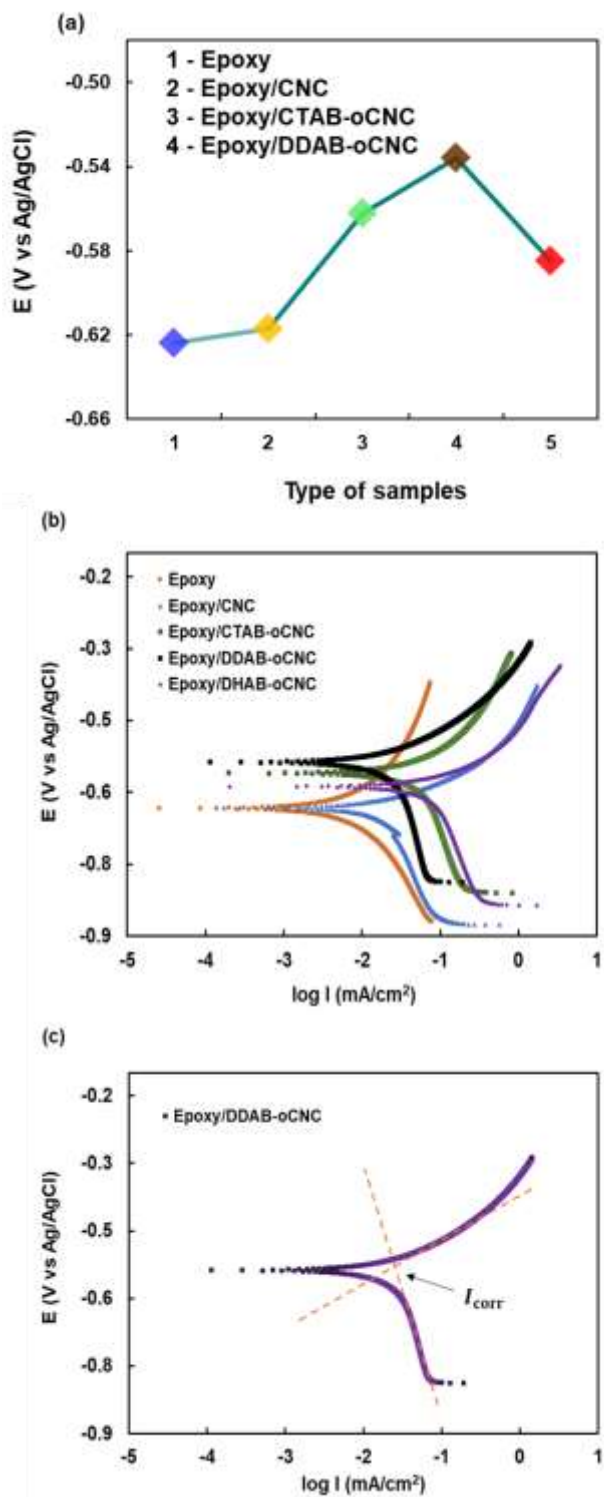 (a)
1 - Epoxy
2 - Epoxy/CNC
3 - Epoxy/CTAB-oCNC
4 - Epoxy/DDAB-oCNC
-0.50
-0.54
-0.58
-0.62
-0.66
E (V vs Ag/AgCl)
1 2 3 4 5
Type of samples
(b)
Epoxy
Epoxy/CNC
Epoxy/CTAB-oCNC
Epoxy/DDAB-oCNC
Epoxy/DHAB-oCNC
-0.2
-0.3
-0.5
-0.6
-0.8
-0.9
E (V vs Ag/AgCl)
-5 -4 -3 -2 -1 0 1
log I (mA/cm²)
(c)
Epoxy/DDAB-oCNC
-0.2
-0.3
-0.5
-0.6
-0.8
-0.9
E (V vs Ag/AgCl)
Icorr
-5 -4 -3 -2 -1 0 1
log I (mA/cm²)